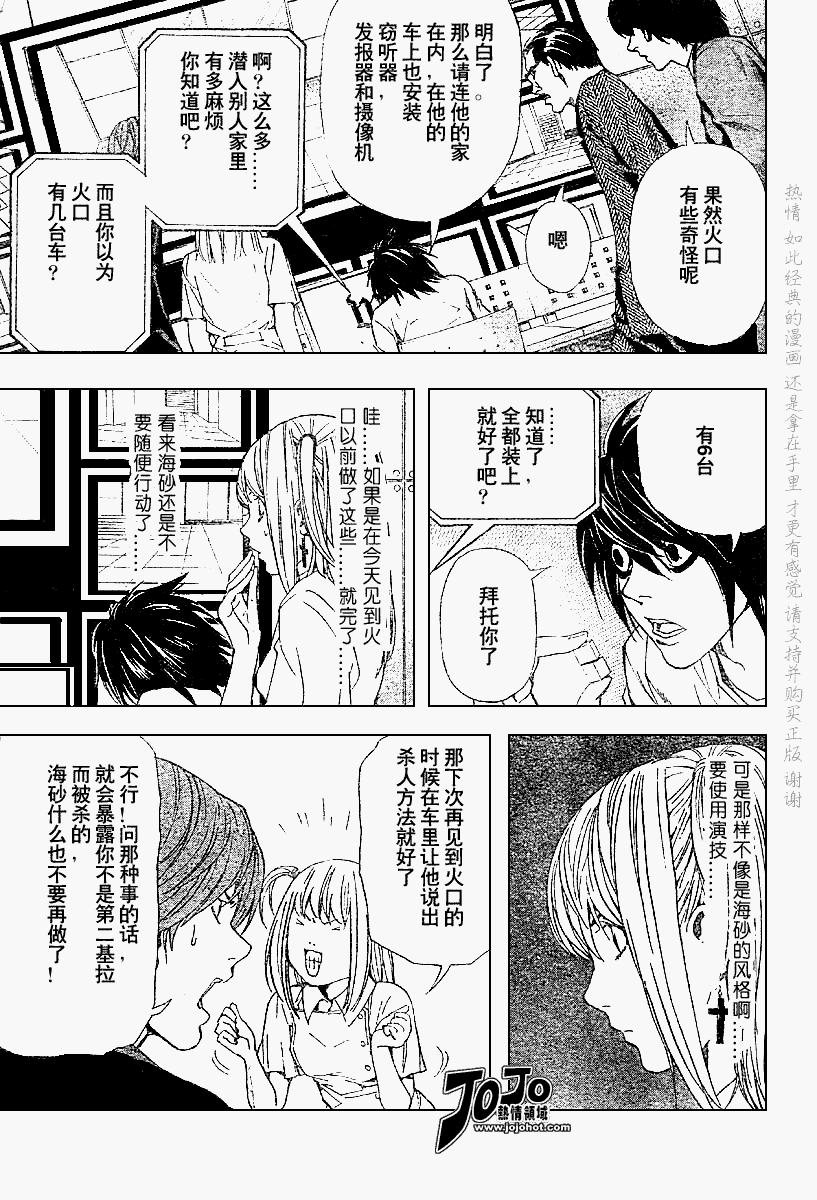 果然火口
有些奇怪呢
嗯
明白了。
那么请连他的家
在内，在他的
车上也安装
窃听器，
发报器和摄像机
啊？这么多……
潜人别人家里
有多麻烦
你知道吧？
而且你以为
火口
有几台车？
有6台
……
知道了，
全都装上
就好了吧？
拜托你了
哇……如果是在今天见到火
口以前做了这些……就完了……
看来海砂还是不
要随便行动了……
可是那样不像是海砂的风格啊－……
要使用演技……
那下次再见到火口的
时候在车里让他说出
杀人方法就好了
不行！问那种事的话，
就会暴露你不是第二基拉
而被杀的，
海砂什么也不要再做了！
热情 如此经典的漫画 还是拿在手里 才更有感觉 请支持并购买正版 谢谢
JOJO
熱情領域
www.jojohot.com